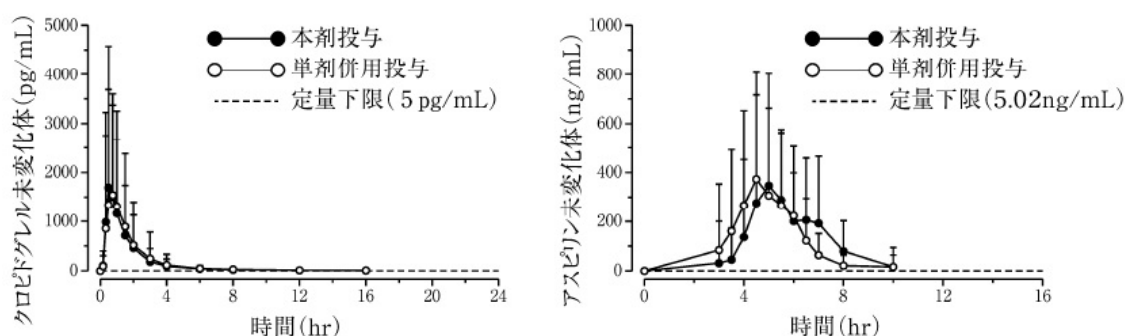 クロピドグレル未変化体(pg/mL)
5000
4000
3000
2000
1000
0
本剤投与
単剤併用投与
定量下限(5pg/mL)
0 4 8 12 16 20 24
時間(hr)
アスピリン未変化体(ng/mL)
1000
800
600
400
200
0
本剤投与
単剤併用投与
定量下限(5.02ng/mL)
0 4 8 12 16
時間(hr)